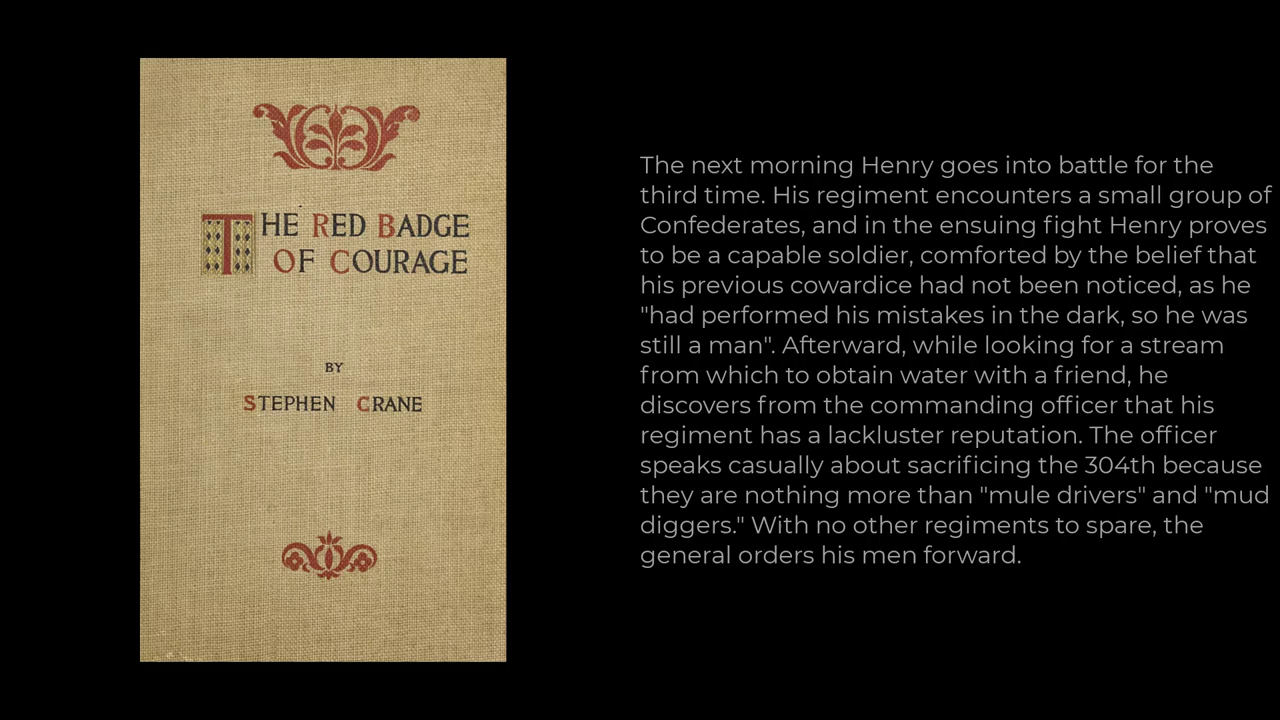 THE RED BADGE
OF COURAGE
BY
STEPHEN CRANE
The next morning Henry goes into battle for the
third time. His regiment encounters a small group of
Confederates, and in the ensuing fight Henry proves
to be a capable soldier, comforted by the belief that
his previous cowardice had not been noticed, as he
"had performed his mistakes in the dark, so he was
still a man". Afterward, while looking for a stream
from which to obtain water with a friend, he
discovers from the commanding officer that his
regiment has a lackluster reputation. The officer
speaks casually about sacrificing the 304th because
they are nothing more than "mule drivers" and "mud
diggers." With no other regiments to spare, the
general orders his men forward.